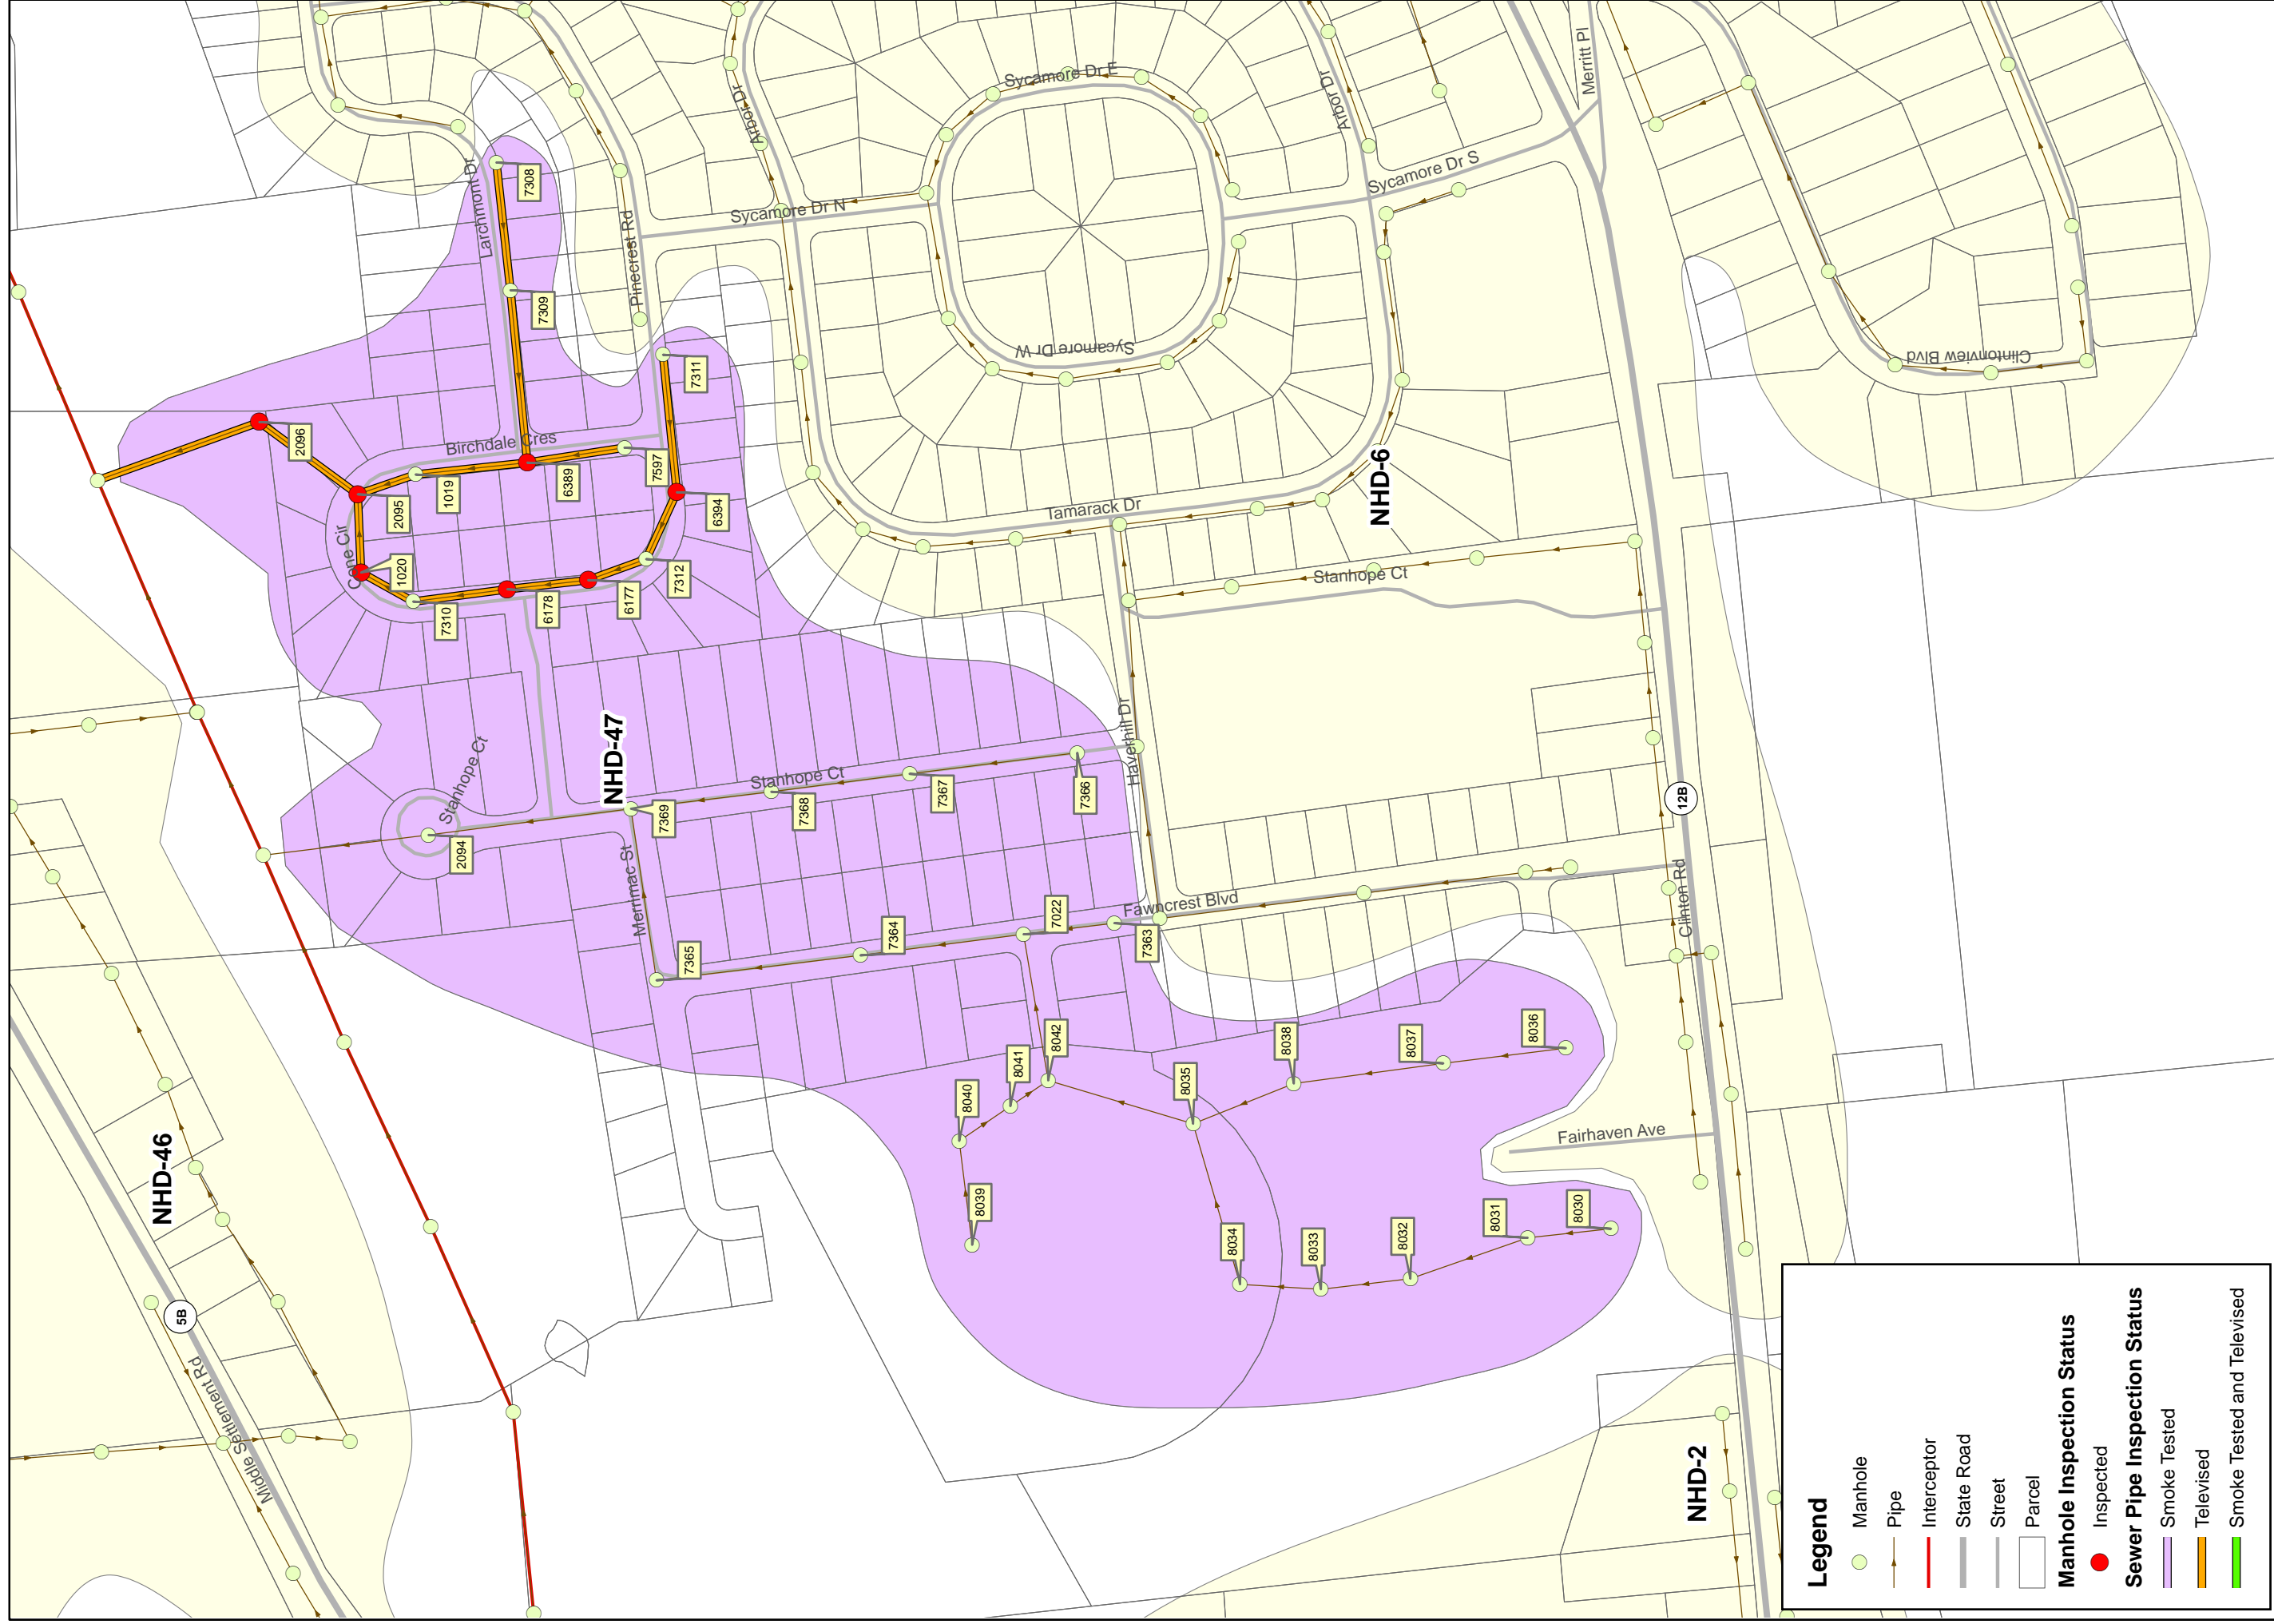 Larchmont Dr
7308
Pinecrest Rd
7309
7311
Arbor Dr
Sycamore Dr N
Sycamore Dr E
Sycamore Dr W
Arbor Dr
Sycamore Dr S
Merritt Pl
Clintonview Blvd
2096
Birchdale Cres
1019
6389
7597
6394
2095
Cone Cir
1020
7310
6178
6177
7312
NHD-6
Tamarack Dr
Stanhope Ct
NHD-47
Stanhope Ct
Stanhope Ct
7369
7368
7367
7366
Haverhill Dr
2094
Merrimac St
7365
7364
7022
7363
Fawncrest Blvd
12B
Clinton Rd
8042
8041
8040
8039
8038
8037
8036
8035
8034
8033
8032
8031
8030
Fairhaven Ave
NHD-46
5B
Middle Settlement Rd
NHD-2
Legend
Manhole
Pipe
Interceptor
State Road
Street
Parcel
Manhole Inspection Status
Inspected
Sewer Pipe Inspection Status
Smoke Tested
Televised
Smoke Tested and Televised